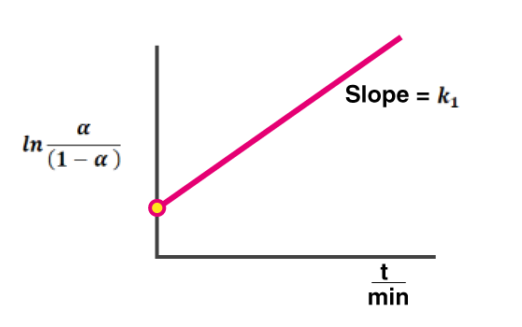 Slope = k₁
ln α / (1 − α)
t
min